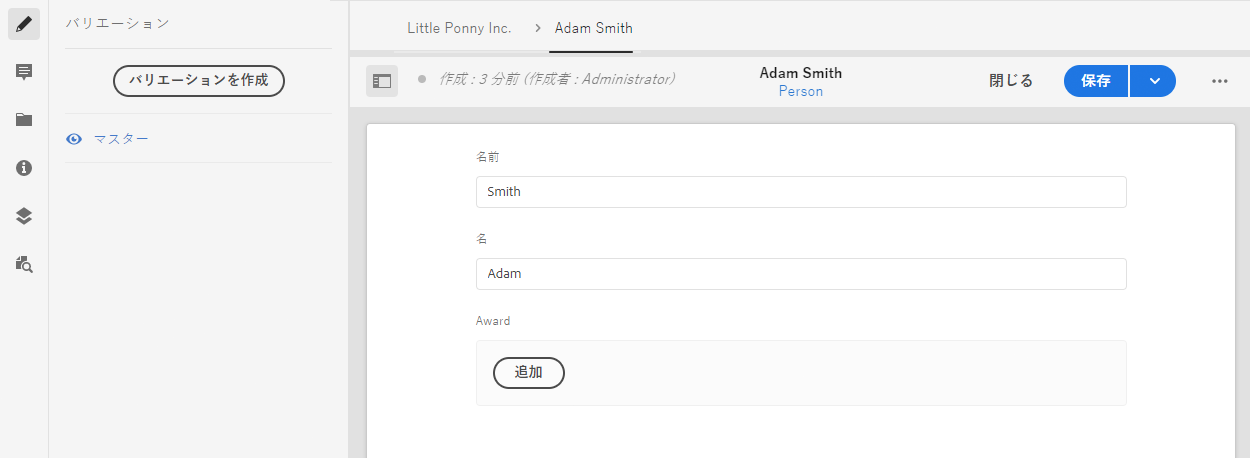 バリエーション
バリエーションを作成
マスター
Little Ponny Inc. Adam Smith
作成 : 3 分前 (作成者 : Administrator)
Adam Smith
Person
閉じる
保存
名前
Smith
名
Adam
Award
追加